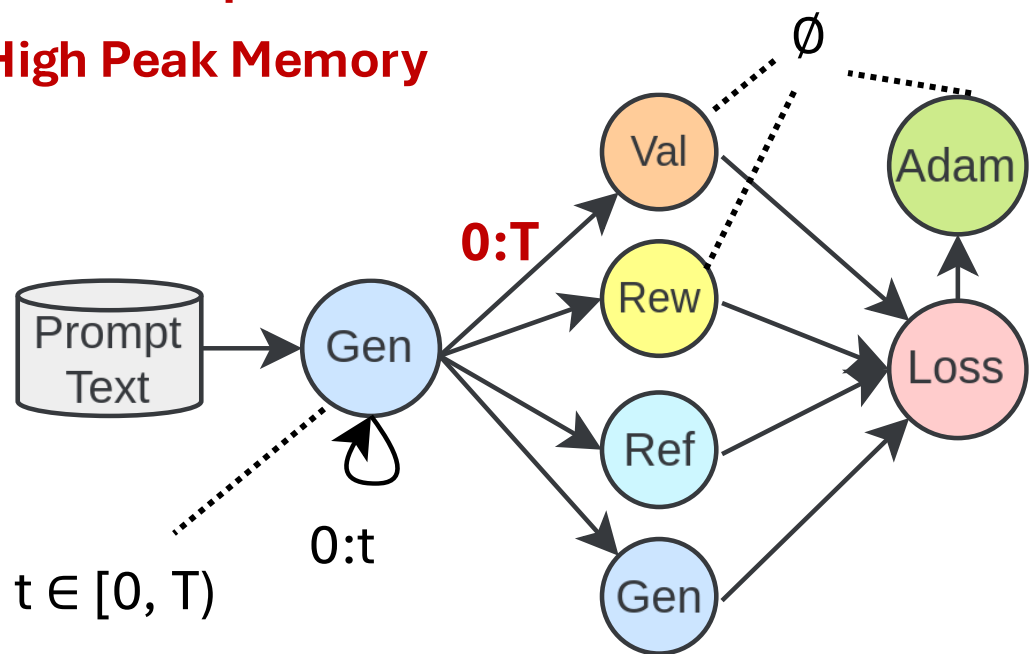 High Peak Memory
∅
Val
Adam
0:T
Rew
Prompt
Text
Gen
Loss
Ref
0:t
t ∈ [0, T)
Gen